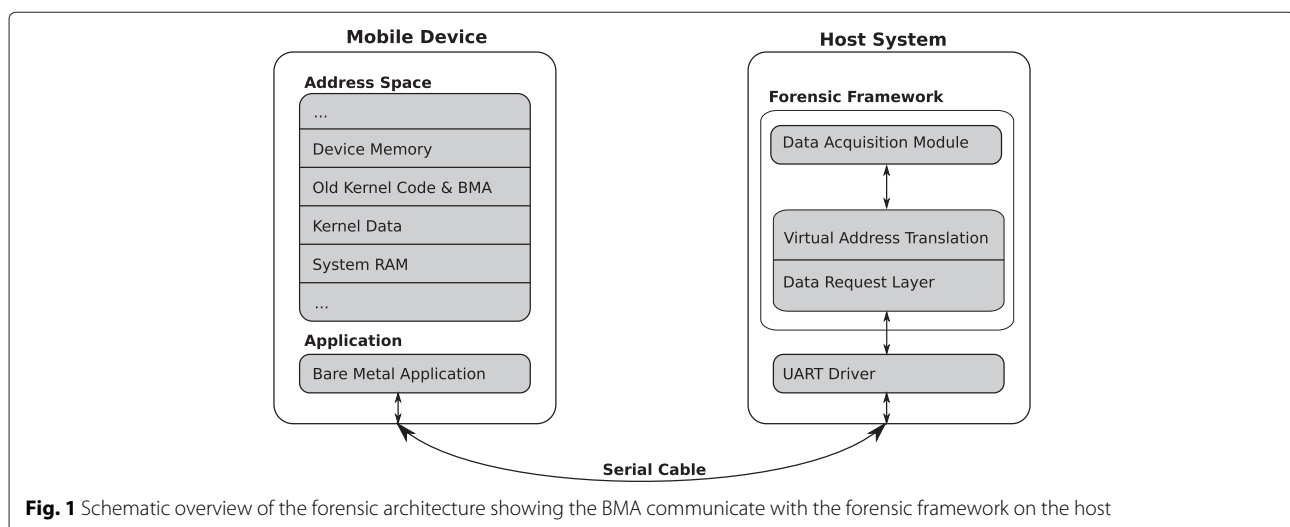 Mobile Device
Address Space
...
Device Memory
Old Kernel Code & BMA
Kernel Data
System RAM
...
Application
Bare Metal Application
Host System
Forensic Framework
Data Acquisition Module
Virtual Address Translation
Data Request Layer
UART Driver
Serial Cable
Fig. 1 Schematic overview of the forensic architecture showing the BMA communicate with the forensic framework on the host